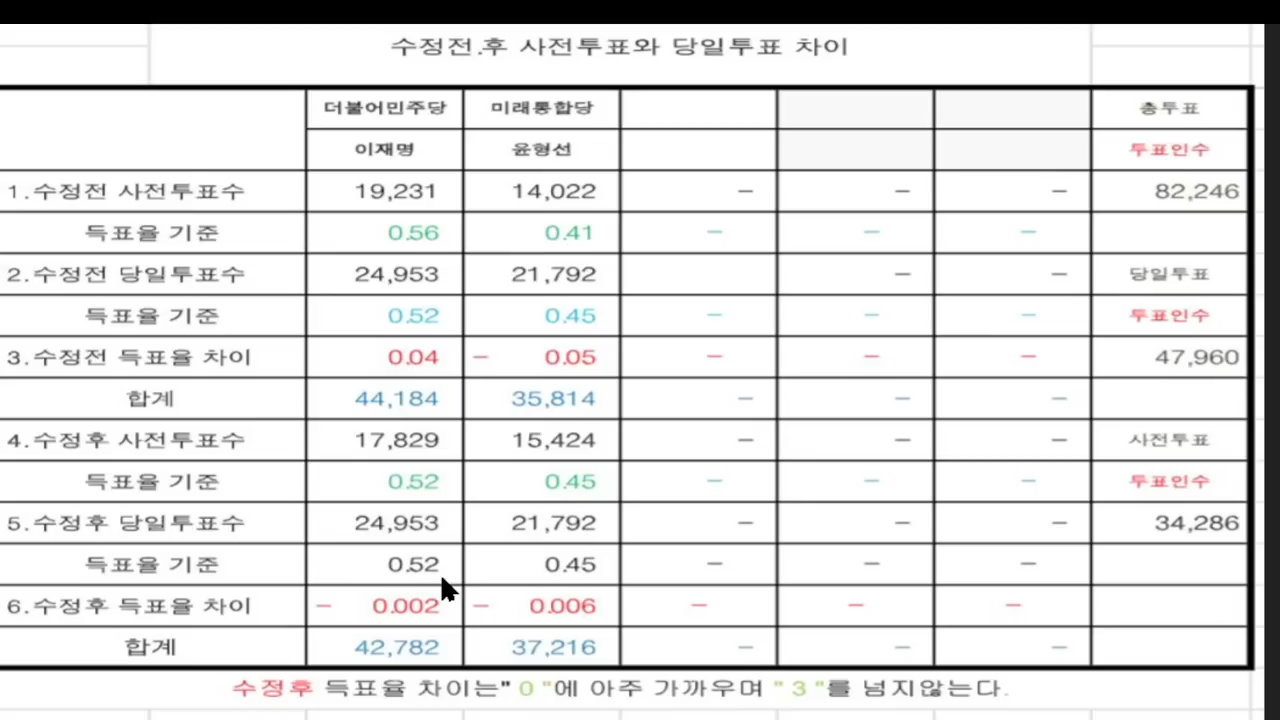 수정전.후 사전투표와 당일투표 차이
더불어민주당 미래통합당 총투표
이재명 윤형선 투표인수
1.수정전 사전투표수 19,231 14,022 – – – 82,246
득표율 기준 0.56 0.41 – – –
2.수정전 당일투표수 24,953 21,792 – – 당일투표
득표율 기준 0.52 0.45 – – – 투표인수
3.수정전 득표율 차이 0.04 – 0.05 – – – 47,960
합계 44,184 35,814 – – –
4.수정후 사전투표수 17,829 15,424 – – – 사전투표
득표율 기준 0.52 0.45 – – – 투표인수
5.수정후 당일투표수 24,953 21,792 – – – 34,286
득표율 기준 0.52 0.45 – – –
6.수정후 득표율 차이 – 0.002 – 0.006 – – –
합계 42,782 37,216 – – –
수정후 득표율 차이는" 0 "에 아주 가까우며 " 3 "를 넘지않는다.